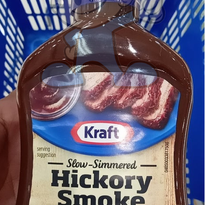 Kraft
serving
suggestion
Slow-Simmered
Hickory
Smoke